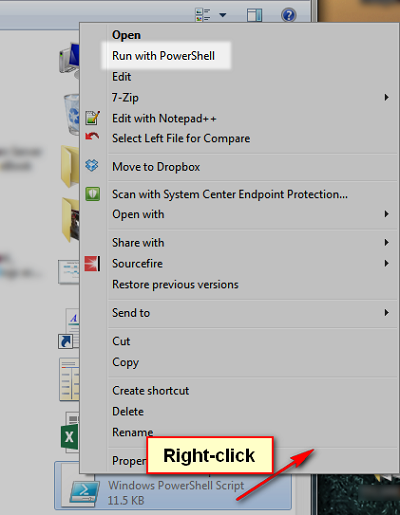 Open
Run with PowerShell
Edit
7-Zip
Edit with Notepad++
Select Left File for Compare
Move to Dropbox
Scan with System Center Endpoint Protection...
Open with
Share with
Sourcefire
Restore previous versions
Send to
Cut
Copy
Create shortcut
Delete
Rename
Right-click
Proper
Windows PowerShell Script
11.5 KB